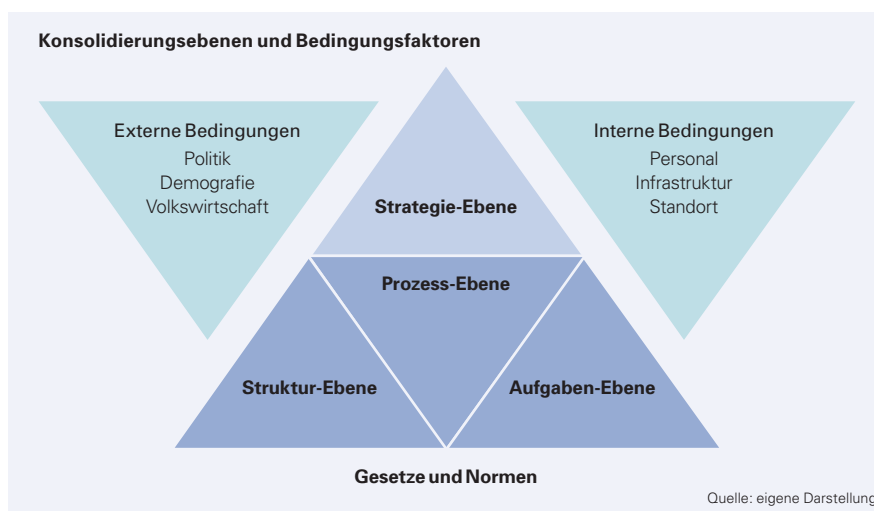 Konsolidierungsebenen und Bedingungsfaktoren
Externe Bedingungen
Politik
Demografie
Volkswirtschaft
Interne Bedingungen
Personal
Infrastruktur
Standort
Strategie-Ebene
Prozess-Ebene
Struktur-Ebene
Aufgaben-Ebene
Gesetze und Normen
Quelle: eigene Darstellung